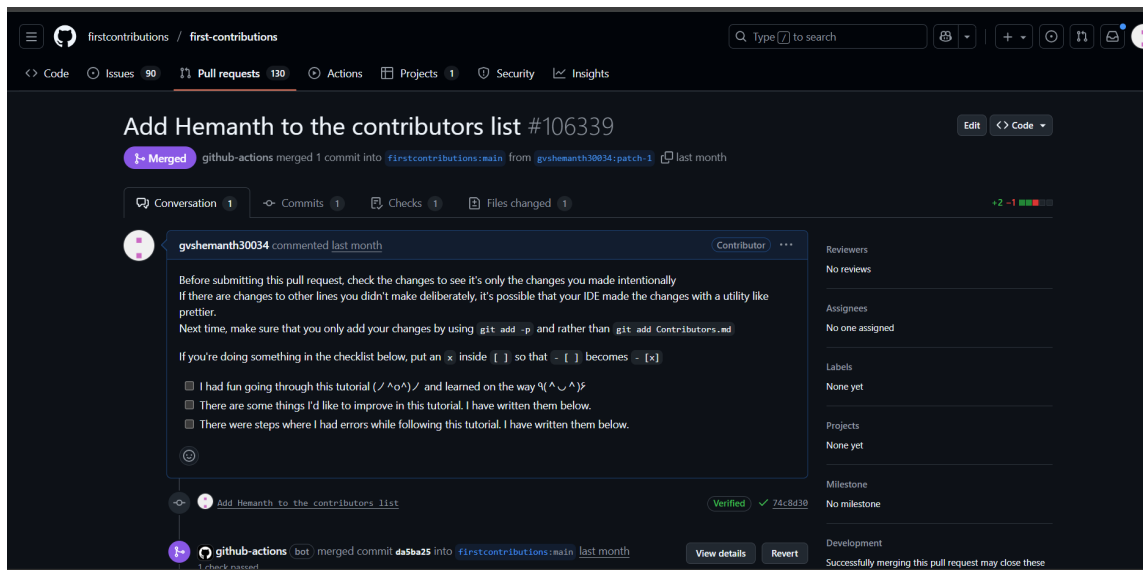 firstcontributions / first-contributions
Type / to search
Code Issues 90 Pull requests 130 Actions Projects 1 Security Insights
Add Hemanth to the contributors list #106339
Edit Code
Merged github-actions merged 1 commit into firstcontributions:main from gvshemanth30034:patch-1 last month
Conversation 1 Commits 1 Checks 1 Files changed 1
+2 −1
gvshemanth30034 commented last month Contributor
Before submitting this pull request, check the changes to see it's only the changes you made intentionally
If there are changes to other lines you didn't make deliberately, it's possible that your IDE made the changes with a utility like
prettier.
Next time, make sure that you only add your changes by using git add -p and rather than git add Contributors.md
If you're doing something in the checklist below, put an x inside [ ] so that - [ ] becomes - [x]
I had fun going through this tutorial (ノ^o^)ノ and learned on the way ٩(^◡^)۶
There are some things I'd like to improve in this tutorial. I have written them below.
There were steps where I had errors while following this tutorial. I have written them below.
Add Hemanth to the contributors list Verified 74c8d30
github-actions bot merged commit da5ba25 into firstcontributions:main last month View details Revert
1 check passed
Reviewers
No reviews
Assignees
No one assigned
Labels
None yet
Projects
None yet
Milestone
No milestone
Development
Successfully merging this pull request may close these